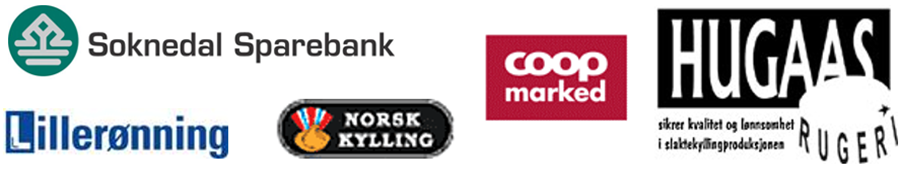 Soknedal Sparebank
Lillerønning
NORSK
KYLLING
coop
marked
HUGAAS
RUGERI
sikrer kvalitet og lønnsomhet
i slaktekyllingproduksjonen